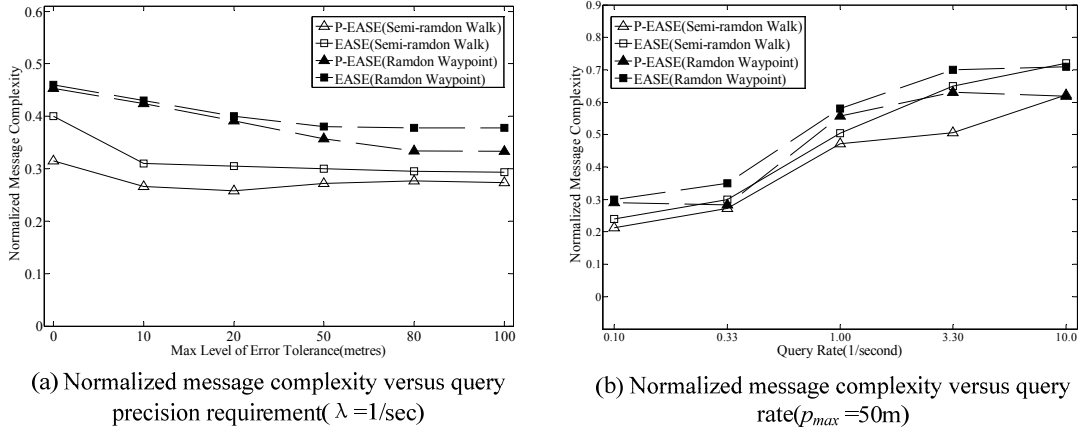 0.6
0.5
0.4
0.3
0.2
0.1
0
Normalized Message Complexity
P-EASE(Semi-ramdon Walk)
EASE(Semi-ramdon Walk)
P-EASE(Ramdon Waypoint)
EASE(Ramdon Waypoint)
0 10 20 50 80 100
Max Level of Error Tolerance(metres)
(a) Normalized message complexity versus query
precision requirement( λ =1/sec)
0.9
0.8
0.7
0.6
0.5
0.4
0.3
0.2
0.1
0
Normalized Message Complexity
P-EASE(Semi-ramdon Walk)
EASE(Semi-ramdon Walk)
P-EASE(Ramdon Waypoint)
EASE(Ramdon Waypoint)
0.10 0.33 1.00 3.30 10.0
Query Rate(1/second)
(b) Normalized message complexity versus query
rate(pmax =50m)